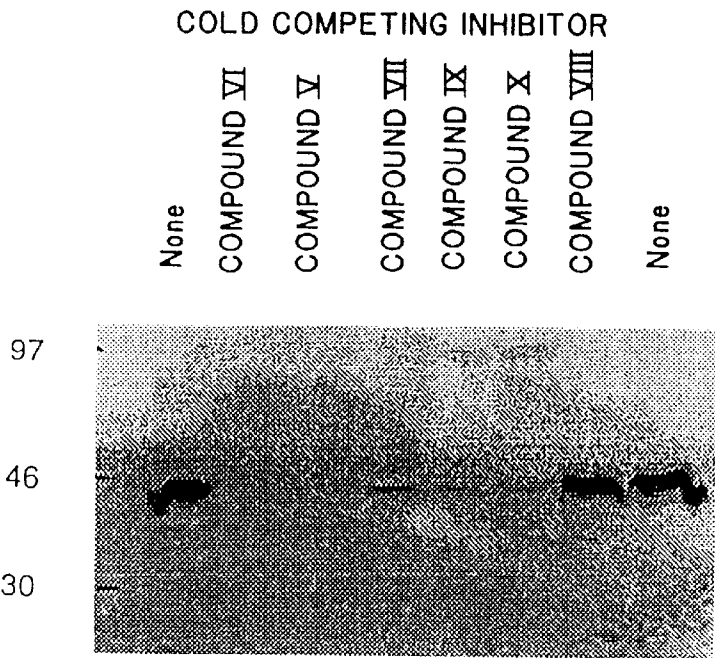 COLD COMPETING INHIBITOR
None
COMPOUND VI
COMPOUND V
COMPOUND VII
COMPOUND IX
COMPOUND X
COMPOUND VIII
None
97
46
30